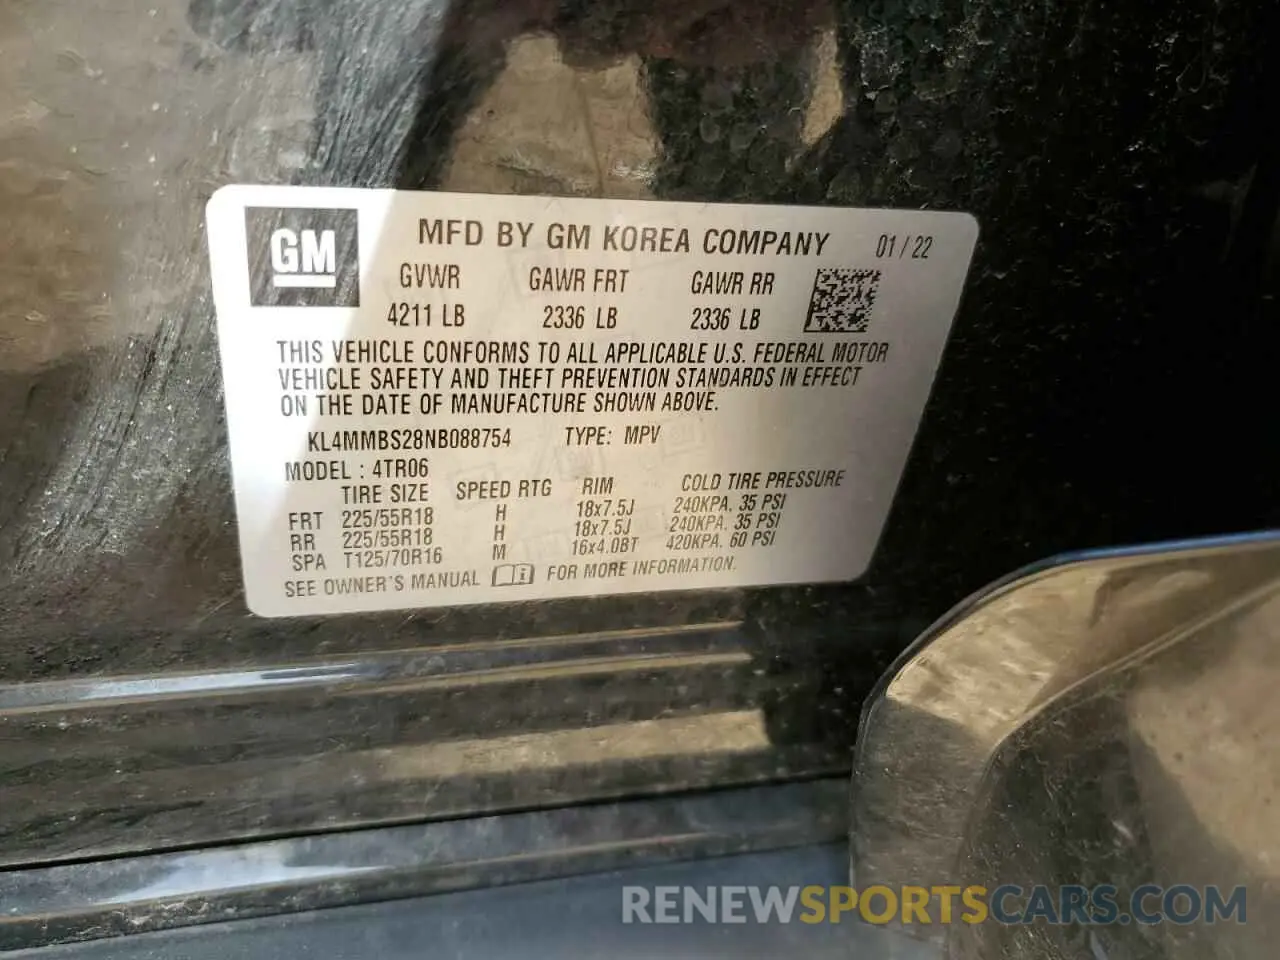 GM
MFD BY GM KOREA COMPANY 01 / 22
GVWR GAWR FRT GAWR RR
4211 LB 2336 LB 2336 LB
THIS VEHICLE CONFORMS TO ALL APPLICABLE U.S. FEDERAL MOTOR
VEHICLE SAFETY AND THEFT PREVENTION STANDARDS IN EFFECT
ON THE DATE OF MANUFACTURE SHOWN ABOVE.
KL4MMBS28NB088754 TYPE: MPV
MODEL : 4TR06
TIRE SIZE SPEED RTG RIM COLD TIRE PRESSURE
FRT 225/55R18 H 18x7.5J 240KPA, 35 PSI
RR 225/55R18 H 18x7.5J 240KPA, 35 PSI
SPA T125/70R16 M 16x4.0BT 420KPA, 60 PSI
SEE OWNER'S MANUAL i FOR MORE INFORMATION.
RENEWSPORTSCARS.COM